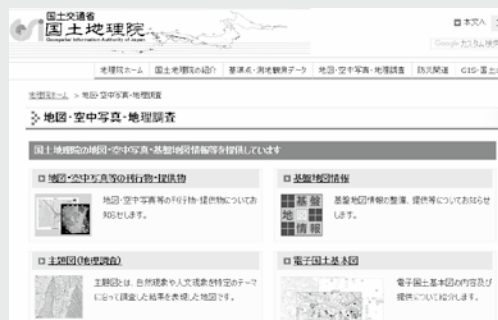 国土交通省
国土地理院
Geospatial Information Authority of Japan
本文へ
Google カスタム検索
地理院ホーム 国土地理院の紹介 基準点・測地観測データ 地図・空中写真・地理調査 防災関連 GIS・国土
地理院ホーム > 地図・空中写真・地理調査
地図・空中写真・地理調査
国土地理院の地図・空中写真・基盤地図情報等を提供しています
地図・空中写真等の刊行物・提供物
地図・空中写真等の刊行物・提供物についてお
知らせします。
基盤地図情報
基盤
地図
情報
基盤地図情報の整備、提供等についてお知らせ
します。
主題図(地理調査)
主題図とは、自然現象や人文現象を特定のテーマ
に沿って調査した結果を表現した地図です。
電子国土基本図
電子国土基本図の内容及び
提供について紹介します。